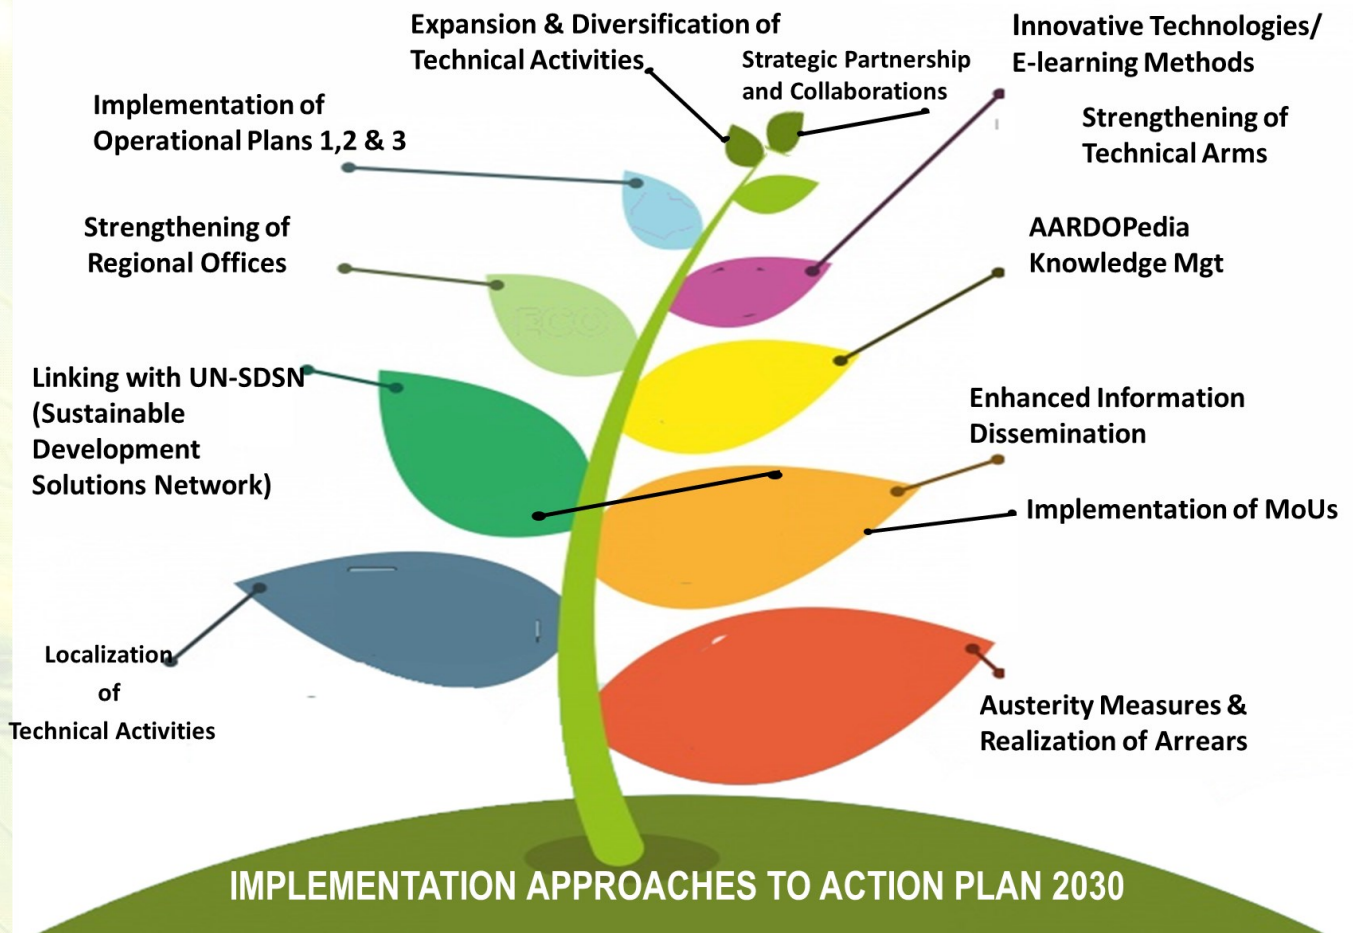 Expansion & Diversification of
Technical Activities
Strategic Partnership
and Collaborations
Innovative Technologies/
E-learning Methods
Implementation of
Operational Plans 1,2 & 3
Strengthening of
Technical Arms
Strengthening of
Regional Offices
AARDOPedia
Knowledge Mgt
ECO
Linking with UN-SDSN
(Sustainable
Development
Solutions Network)
Enhanced Information
Dissemination
Implementation of MoUs
Localization
of
Technical Activities
Austerity Measures &
Realization of Arrears
IMPLEMENTATION APPROACHES TO ACTION PLAN 2030